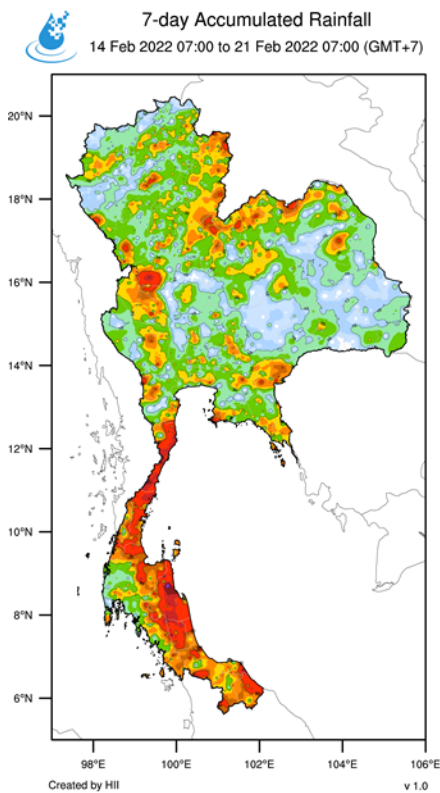 7-day Accumulated Rainfall
14 Feb 2022 07:00 to 21 Feb 2022 07:00 (GMT+7)
20°N
18°N
16°N
14°N
12°N
10°N
8°N
6°N
98°E 100°E 102°E 104°E 106°E
Created by HII v 1.0